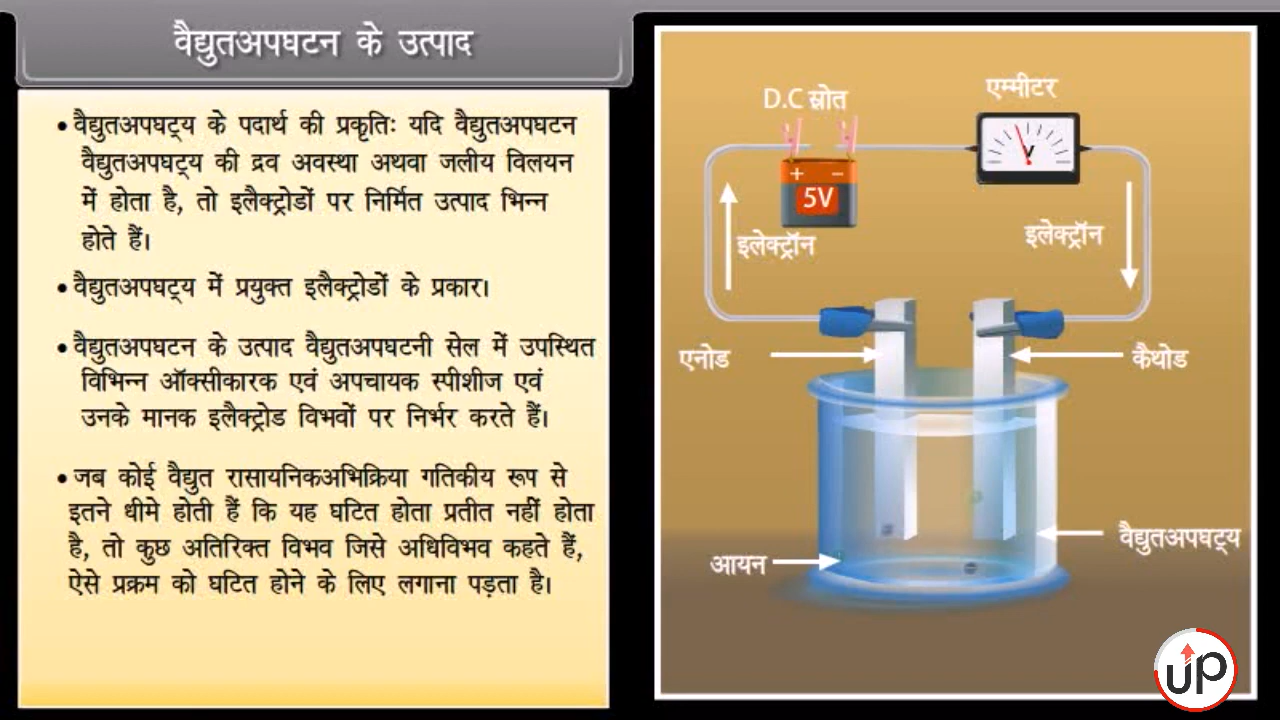 वैद्युतअपघटन के उत्पाद
• वैद्युतअपघट्य के पदार्थ की प्रकृतिः यदि वैद्युतअपघटन
वैद्युतअपघट्य की द्रव अवस्था अथवा जलीय विलयन
में होता है, तो इलैक्ट्रोडों पर निर्मित उत्पाद भिन्न
होते हैं।
• वैद्युतअपघट्य में प्रयुक्त इलैक्ट्रोडों के प्रकार।
• वैद्युतअपघटन के उत्पाद वैद्युतअपघटनी सेल में उपस्थित
विभिन्न ऑक्सीकारक एवं अपचायक स्पीशीज एवं
उनके मानक इलैक्ट्रोड विभवों पर निर्भर करते हैं।
• जब कोई वैद्युत रासायनिकअभिक्रिया गतिकीय रूप से
इतने धीमे होती हैं कि यह घटित होता प्रतीत नहीं होता
है, तो कुछ अतिरिक्त विभव जिसे अधिविभव कहते हैं,
ऐसे प्रक्रम को घटित होने के लिए लगाना पड़ता है।
D.C स्रोत
एम्मीटर
+ −
5V
V
इलेक्ट्रॉन
इलेक्ट्रॉन
एनोड
कैथोड
वैद्युतअपघट्य
आयन
UP